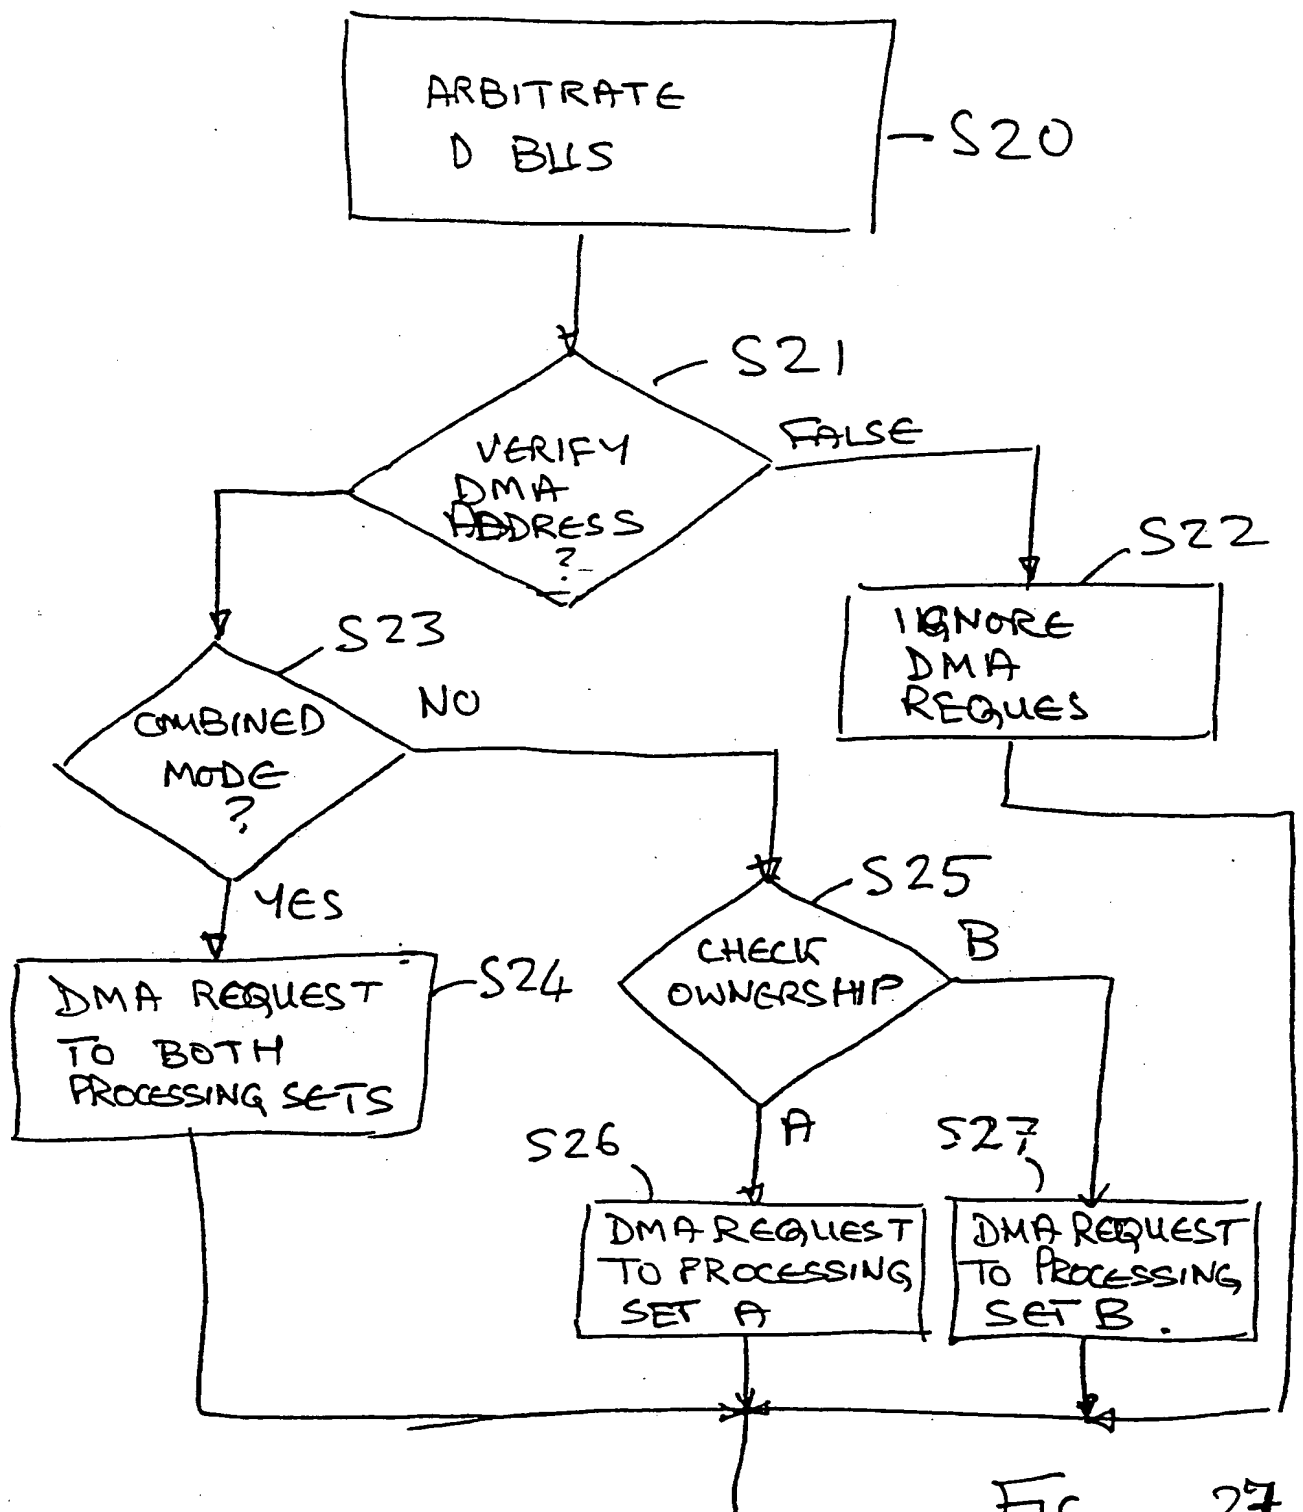 ARBITRATE
D BUS
S20
S21
VERIFY
DMA
ADDRESS
?
FALSE
S22
IGNORE
DMA
REQUES
S23
COMBINED
MODE
?
NO
YES
S25
CHECK
OWNERSHIP
B
A
S24
DMA REQUEST
TO BOTH
PROCESSING SETS
S26
S27
DMA REQUEST
TO PROCESSING
SET A
DMA REQUEST
TO PROCESSING
SET B.
27